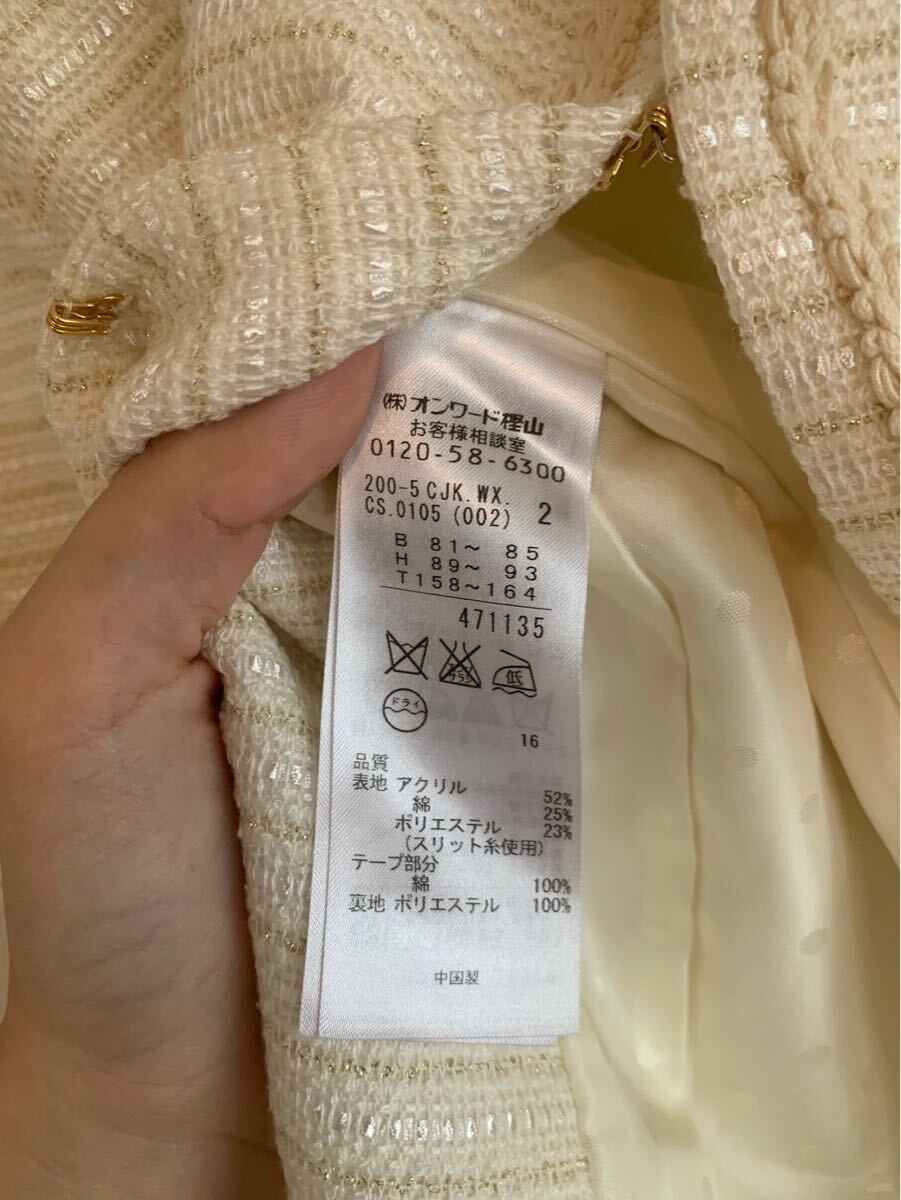 (株)オンワード樫山
お客様相談室
0120-58-6300
200-5 CJK.WX.
CS.0105 (002) 2
B 81～ 85
H 89～ 93
T158～164
471135
低
ドライ
16
品質
表地 アクリル 52%
綿 25%
ポリエステル 23%
(スリット糸使用)
テープ部分
綿 100%
裏地 ポリエステル 100%
中国製